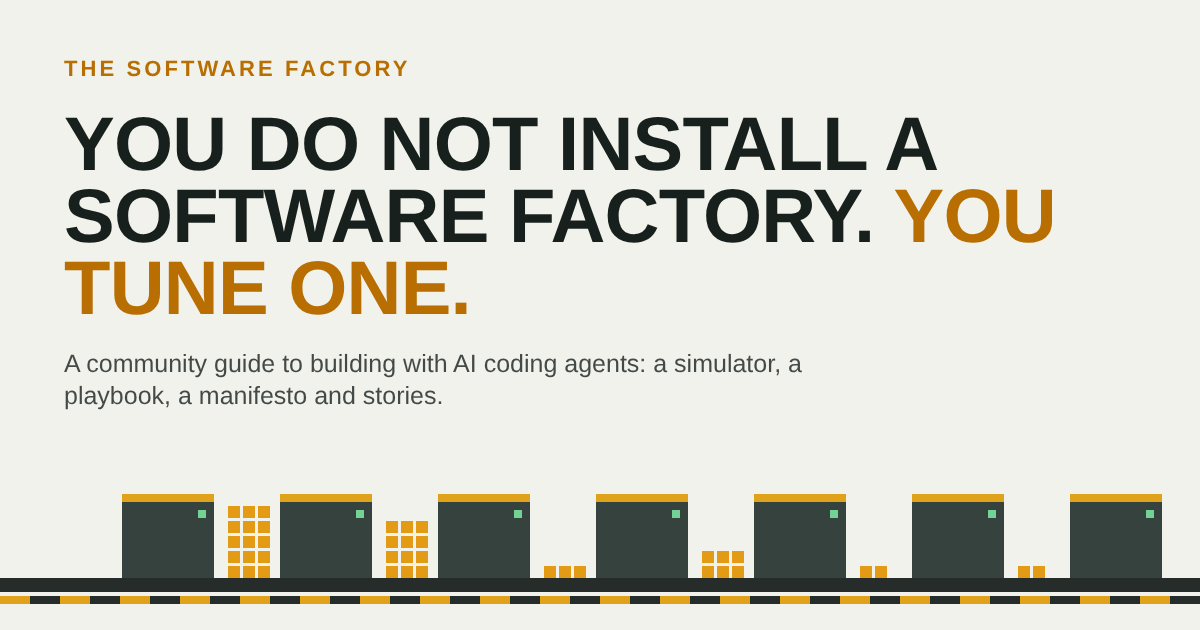 THE SOFTWARE FACTORY
YOU DO NOT INSTALL A
SOFTWARE FACTORY. YOU
TUNE ONE.
A community guide to building with AI coding agents: a simulator, a
playbook, a manifesto and stories.